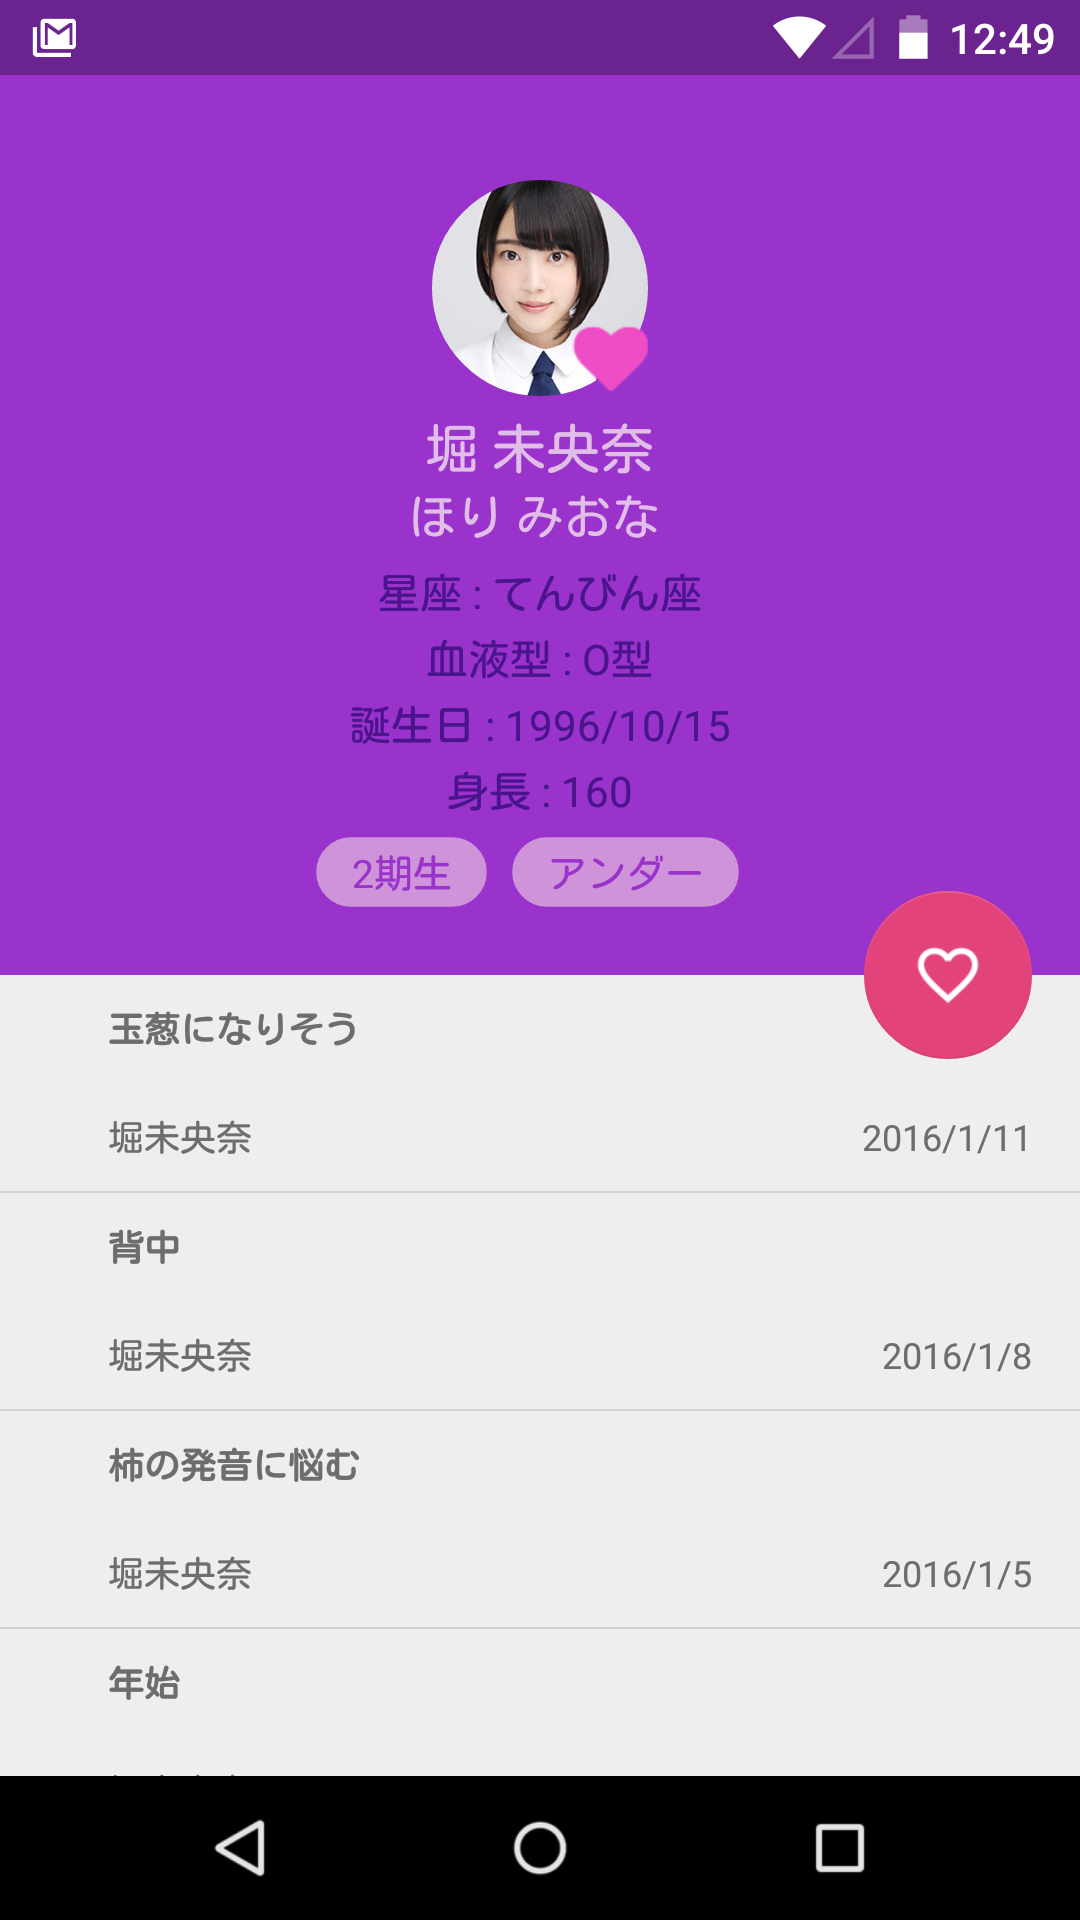 12:49
堀 未央奈
ほり みおな
星座 : てんびん座
血液型 : O型
誕生日 : 1996/10/15
身長 : 160
2期生 アンダー
玉葱になりそう
堀未央奈 2016/1/11
背中
堀未央奈 2016/1/8
柿の発音に悩む
堀未央奈 2016/1/5
年始